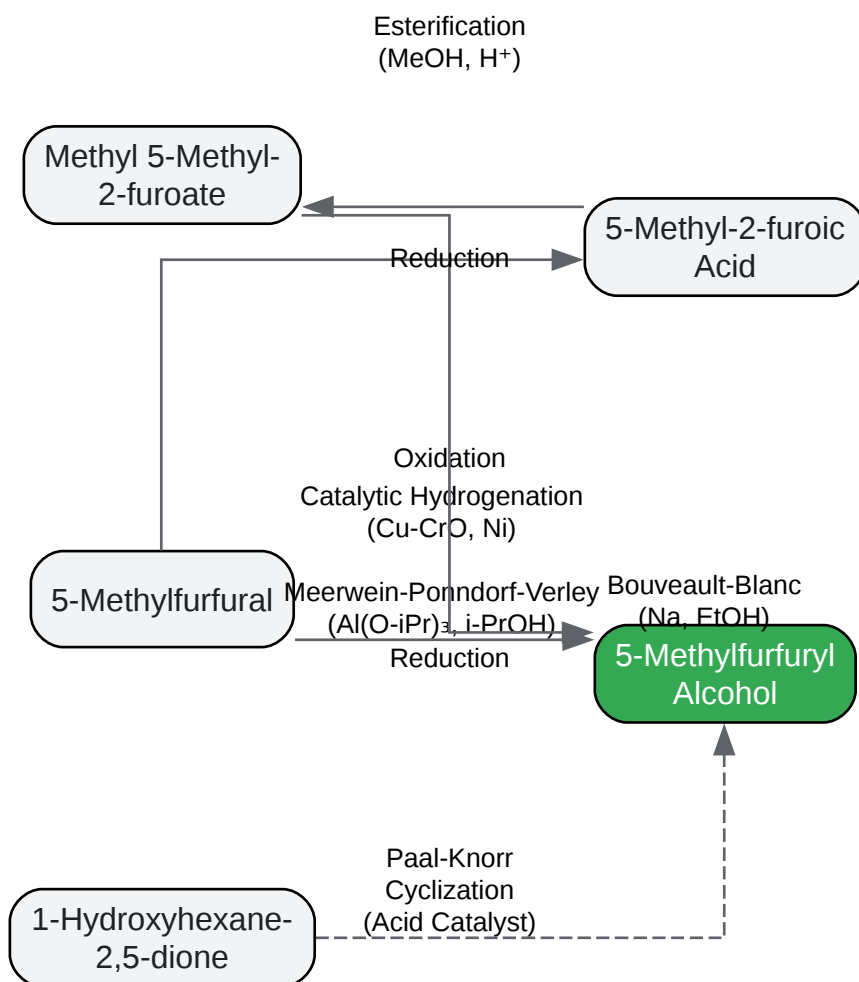 Esterification
(MeOH, H⁺)
Methyl 5-Methyl-
2-furoate
5-Methyl-2-furoic
Acid
Reduction
Oxidation
Catalytic Hydrogenation
(Cu-CrO, Ni)
5-Methylfurfural
Meerwein-Ponndorf-Verley
(Al(O-iPr)₃, i-PrOH)
Reduction
Bouveault-Blanc
(Na, EtOH)
5-Methylfurfuryl
Alcohol
Paal-Knorr
Cyclization
(Acid Catalyst)
1-Hydroxyhexane-
2,5-dione